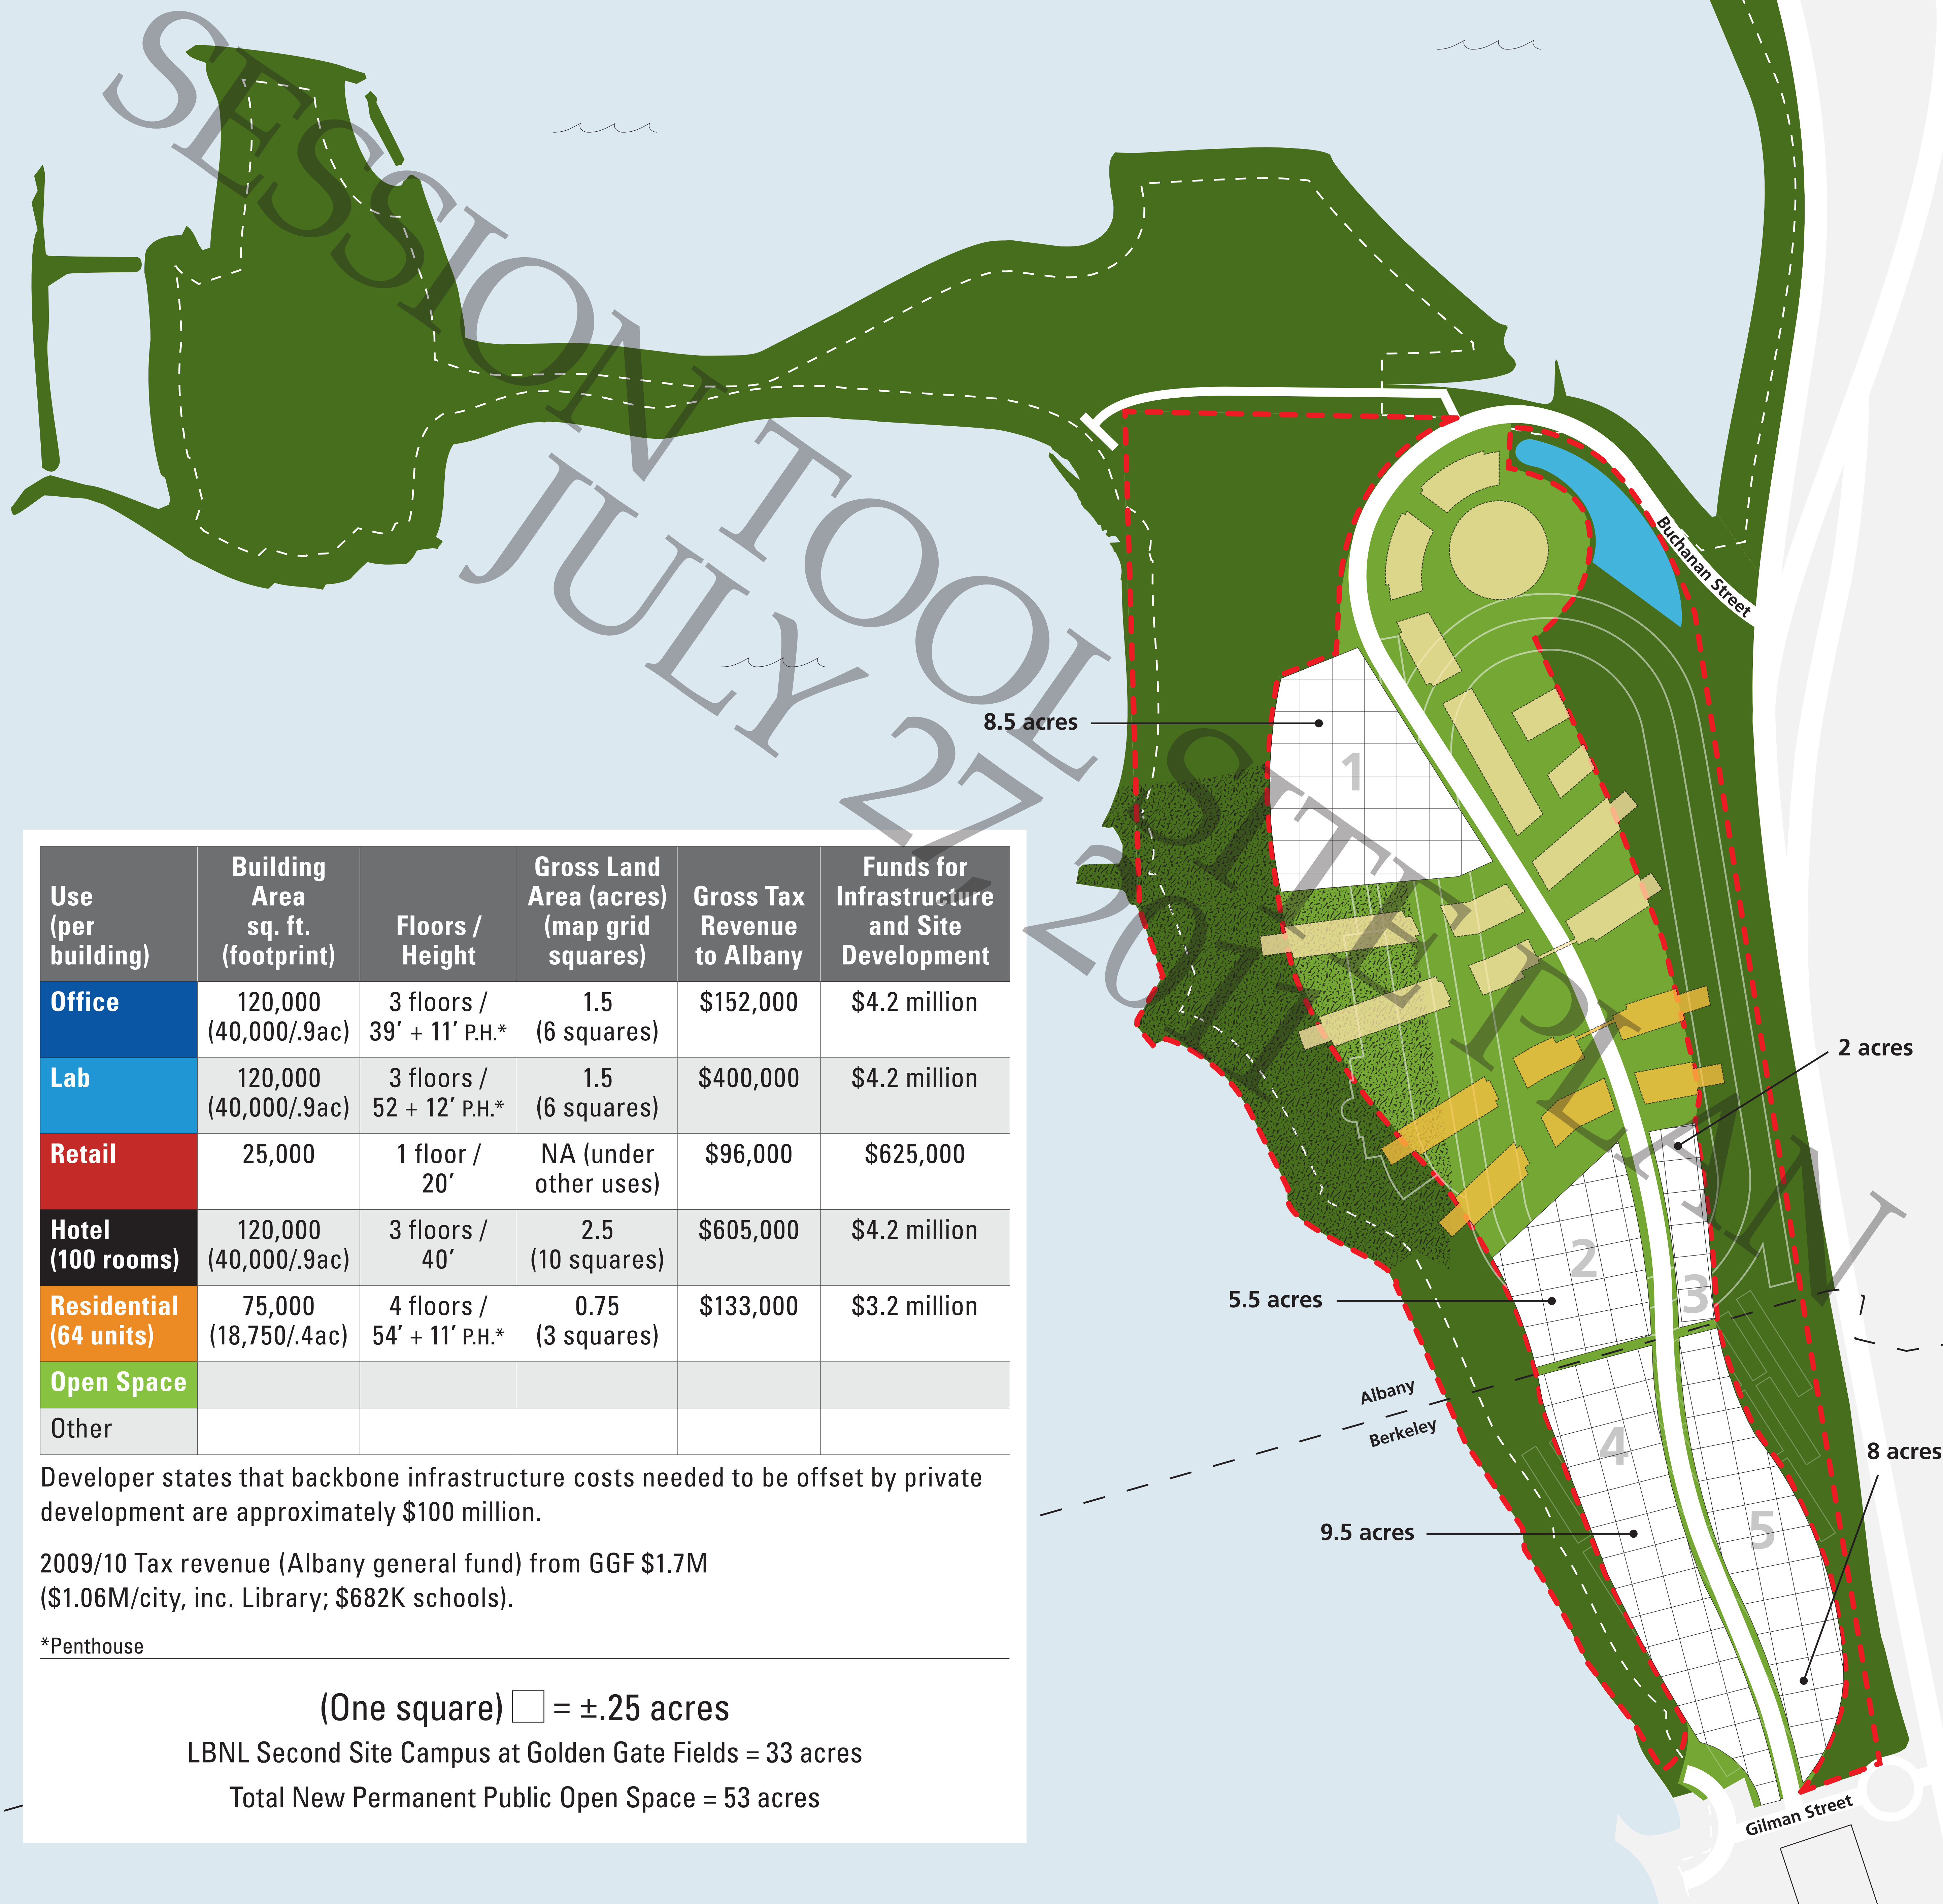 SESSION TOOL SITE PLAN
JULY 27, 2011
Buchanan Street
8.5 acres
1
2 acres
2
3
5.5 acres
Albany
Berkeley
4
8 acres
9.5 acres
5
Gilman Street
Use (per building)
Building Area sq. ft. (footprint)
Floors / Height
Gross Land Area (acres) (map grid squares)
Gross Tax Revenue to Albany
Funds for Infrastructure and Site Development
Office
120,000 (40,000/.9ac)
3 floors / 39′ + 11′ P.H.*
1.5 (6 squares)
$152,000
$4.2 million
Lab
120,000 (40,000/.9ac)
3 floors / 52 + 12′ P.H.*
1.5 (6 squares)
$400,000
$4.2 million
Retail
25,000
1 floor / 20′
NA (under other uses)
$96,000
$625,000
Hotel (100 rooms)
120,000 (40,000/.9ac)
3 floors / 40′
2.5 (10 squares)
$605,000
$4.2 million
Residential (64 units)
75,000 (18,750/.4ac)
4 floors / 54′ + 11′ P.H.*
0.75 (3 squares)
$133,000
$3.2 million
Open Space
Other
Developer states that backbone infrastructure costs needed to be offset by private
development are approximately $100 million.
2009/10 Tax revenue (Albany general fund) from GGF $1.7M
($1.06M/city, inc. Library; $682K schools).
*Penthouse
(One square) = ±.25 acres
LBNL Second Site Campus at Golden Gate Fields = 33 acres
Total New Permanent Public Open Space = 53 acres